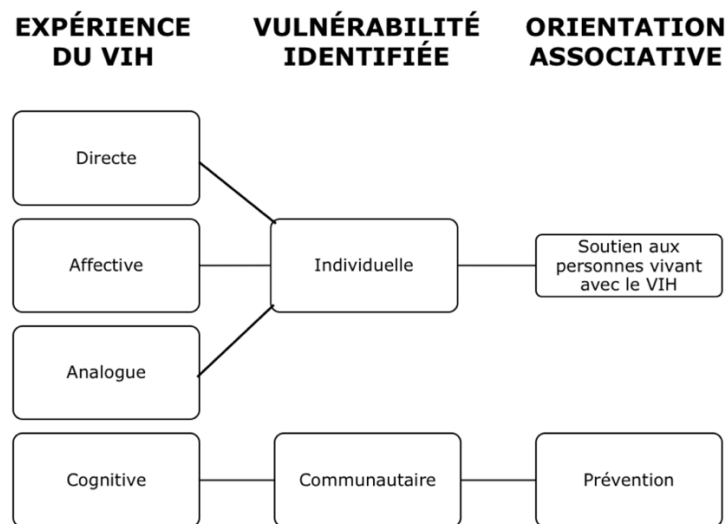 EXPÉRIENCE
DU VIH
VULNÉRABILITÉ
IDENTIFIÉE
ORIENTATION
ASSOCIATIVE
Directe
Affective
Individuelle
Soutien aux
personnes vivant
avec le VIH
Analogue
Cognitive
Communautaire
Prévention